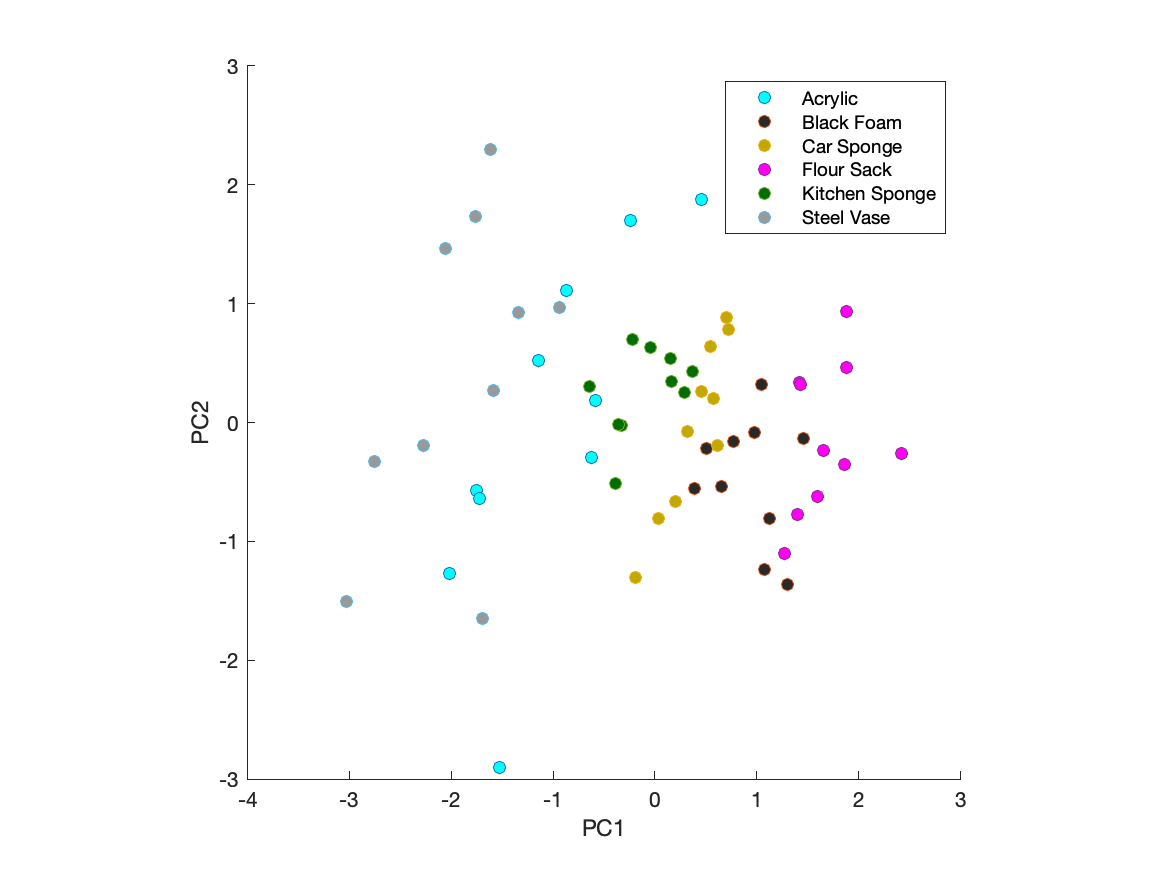 3
2
1
0
-1
-2
-3
PC2
-4 -3 -2 -1 0 1 2 3
PC1
Acrylic
Black Foam
Car Sponge
Flour Sack
Kitchen Sponge
Steel Vase